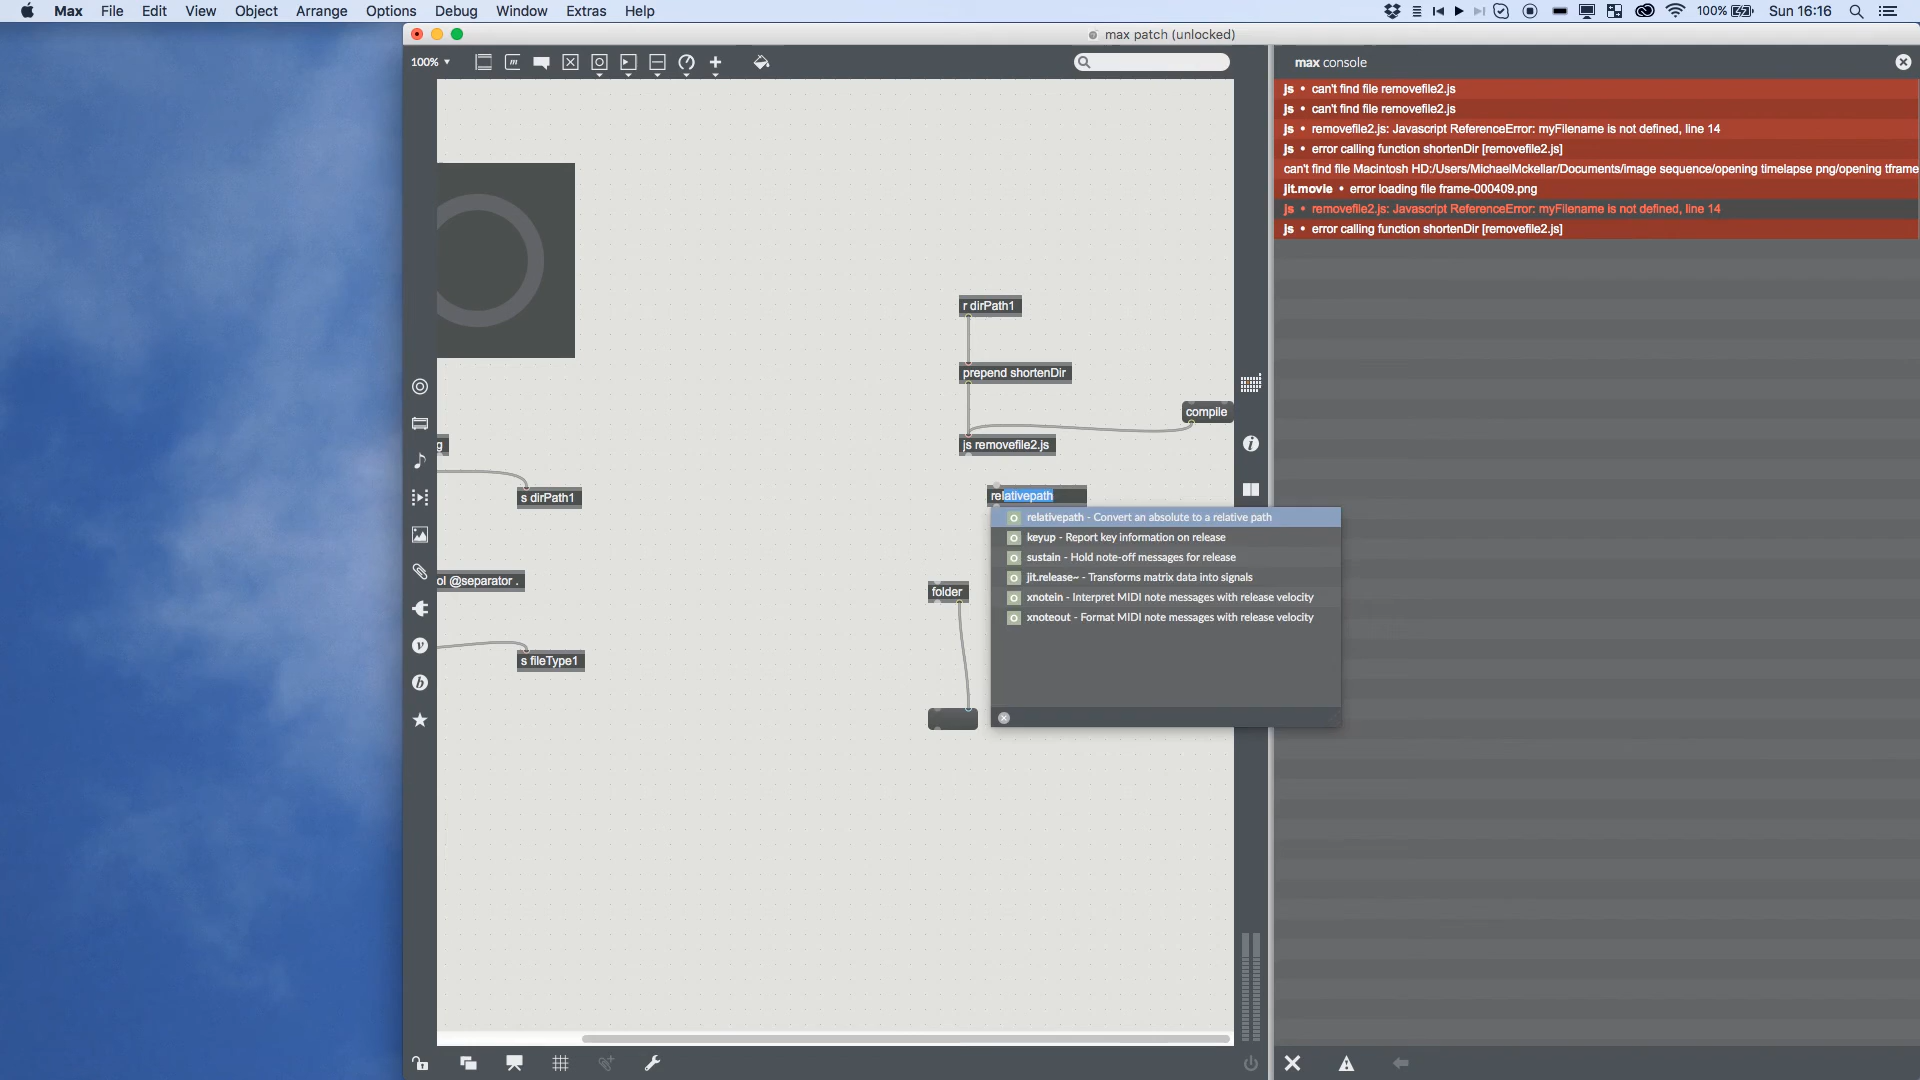 Max File Edit View Object Arrange Options Debug Window Extras Help
100% Sun 16:16
max patch (unlocked)
100%
max console
js • can't find file removefile2.js
js • can't find file removefile2.js
js • removefile2.js: Javascript ReferenceError: myFilename is not defined, line 14
js • error calling function shortenDir [removefile2.js]
can't find file Macintosh HD:/Users/MichaelMckellar/Documents/image sequence/opening timelapse png/opening tframe
jit.movie • error loading file frame-000409.png
js • removefile2.js: Javascript ReferenceError: myFilename is not defined, line 14
js • error calling function shortenDir [removefile2.js]
r dirPath1
prepend shortenDir
compile
g
js removefile2.js
s dirPath1
relativepath
relativepath - Convert an absolute to a relative path
keyup - Report key information on release
sustain - Hold note-off messages for release
jit.release~ - Transforms matrix data into signals
xnotein - Interpret MIDI note messages with release velocity
xnoteout - Format MIDI note messages with release velocity
ol @separator .
folder
s fileType1